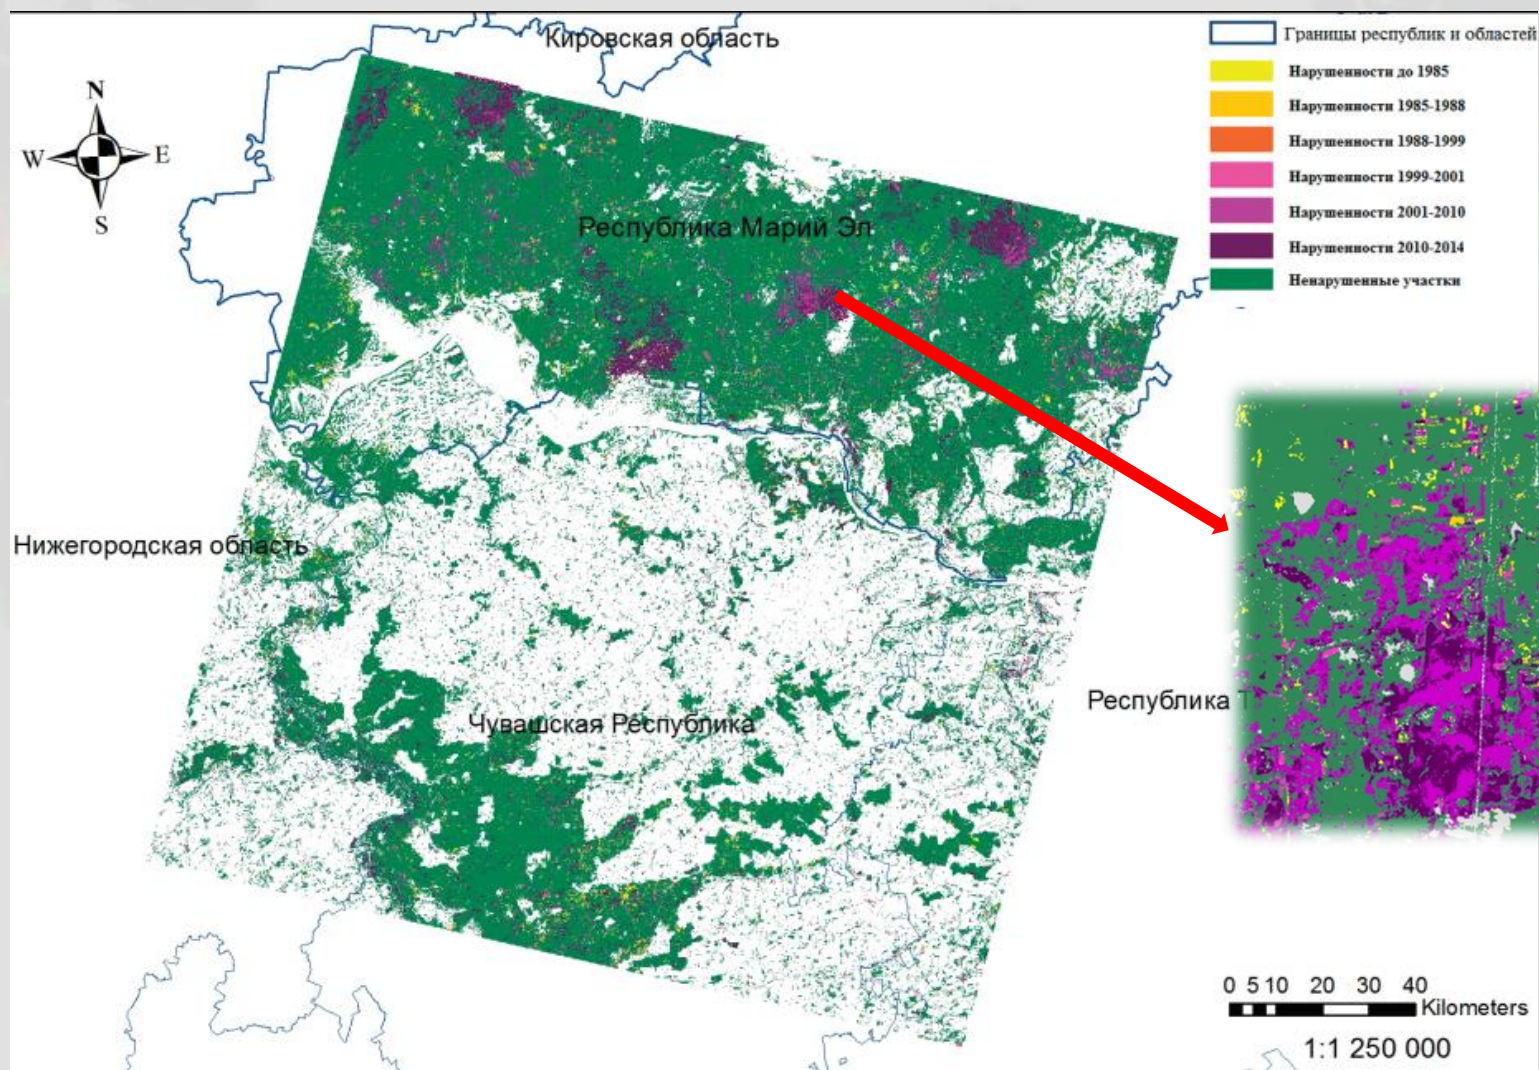 Кировская область
Границы республик и областей
Нарушенности до 1985
Нарушенности 1985-1988
Нарушенности 1988-1999
Нарушенности 1999-2001
Нарушенности 2001-2010
Нарушенности 2010-2014
Ненарушенные участки
N
W
E
S
Республика Марий Эл
Нижегородская область
Республика Т
Чувашская Республика
0 5 10 20 30 40
Kilometers
1:1 250 000